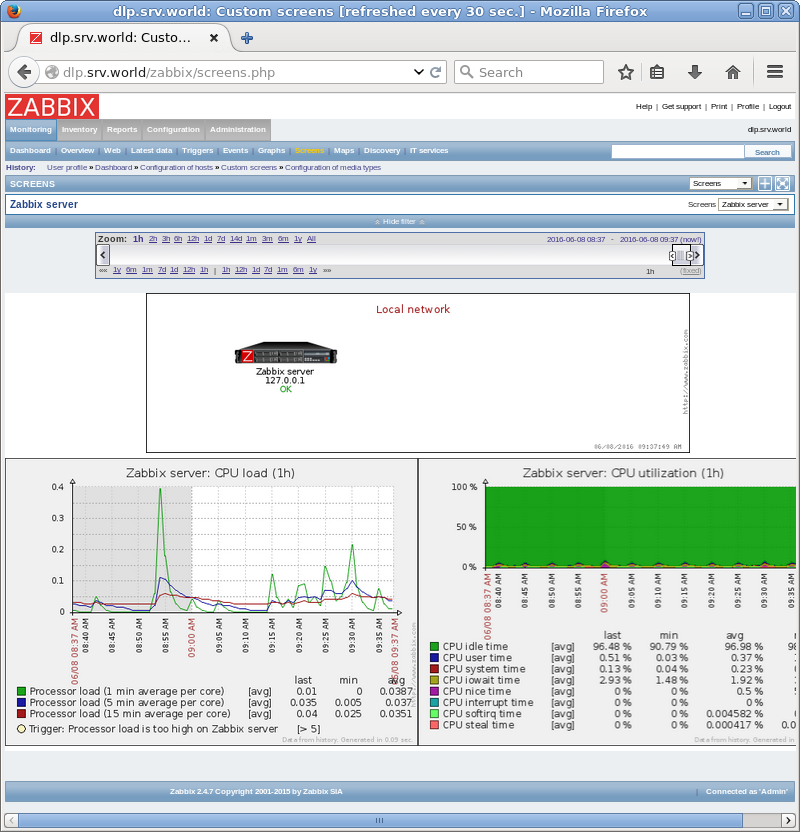 dlp.srv.world: Custom screens [refreshed every 30 sec.] - Mozilla Firefox
dlp.srv.world: Custo...
dlp.srv.world/zabbix/screens.php
Search
ZABBIX
Help | Get support | Print | Profile | Logout
Monitoring Inventory Reports Configuration Administration
dlp.srv.world
Dashboard | Overview | Web | Latest data | Triggers | Events | Graphs | Screens | Maps | Discovery | IT services
Search
History: User profile » Dashboard » Configuration of hosts » Custom screens » Configuration of media types
SCREENS
Screens
Zabbix server
Screens Zabbix server
Hide filter
Zoom: 1h 2h 3h 6h 12h 1d 7d 14d 1m 3m 6m 1y All
2016-06-08 08:37 - 2016-06-08 09:37 (now!)
«« 1y 6m 1m 7d 1d 12h 1h | 1h 12h 1d 7d 1m 6m 1y »»
1h (fixed)
Local network
Z
Zabbix server
127.0.0.1
OK
http://www.zabbix.com
06/08/2016 09:37:49 AM
Zabbix server: CPU load (1h)
0.4
0.3
0.2
0.1
0
06/08 08:37 AM
08:40 AM
08:45 AM
08:50 AM
08:55 AM
09:00 AM
09:05 AM
09:10 AM
09:15 AM
09:20 AM
09:25 AM
09:30 AM
09:35 AM
06/08 09:37 AM
last min avg
Processor load (1 min average per core) [avg] 0.01 0 0.0387
Processor load (5 min average per core) [avg] 0.035 0.005 0.037
Processor load (15 min average per core) [avg] 0.04 0.025 0.0351
Trigger: Processor load is too high on Zabbix server [> 5]
Data from history. Generated in 0.09 sec.
Zabbix server: CPU utilization (1h)
100 %
50 %
0 %
06/08 08:37 AM
08:40 AM
08:45 AM
08:50 AM
08:55 AM
09:00 AM
09:05 AM
09:10 AM
09:15 AM
09:20 AM
09:25 AM
09:30 AM
09:35 AM
last min avg
CPU idle time [avg] 96.48 % 90.79 % 96.98 %
CPU user time [avg] 0.51 % 0.03 % 0.37 %
CPU system time [avg] 0.13 % 0.04 % 0.23 %
CPU iowait time [avg] 2.93 % 1.48 % 1.92 %
CPU nice time [avg] 0 % 0 % 0.5 %
CPU interrupt time [avg] 0 % 0 % 0 %
CPU softirq time [avg] 0 % 0 % 0.004582 %
CPU steal time [avg] 0 % 0 % 0.000417 %
Data from history. Generated in
Zabbix 2.4.7 Copyright 2001-2015 by Zabbix SIA
| Connected as 'Admin'